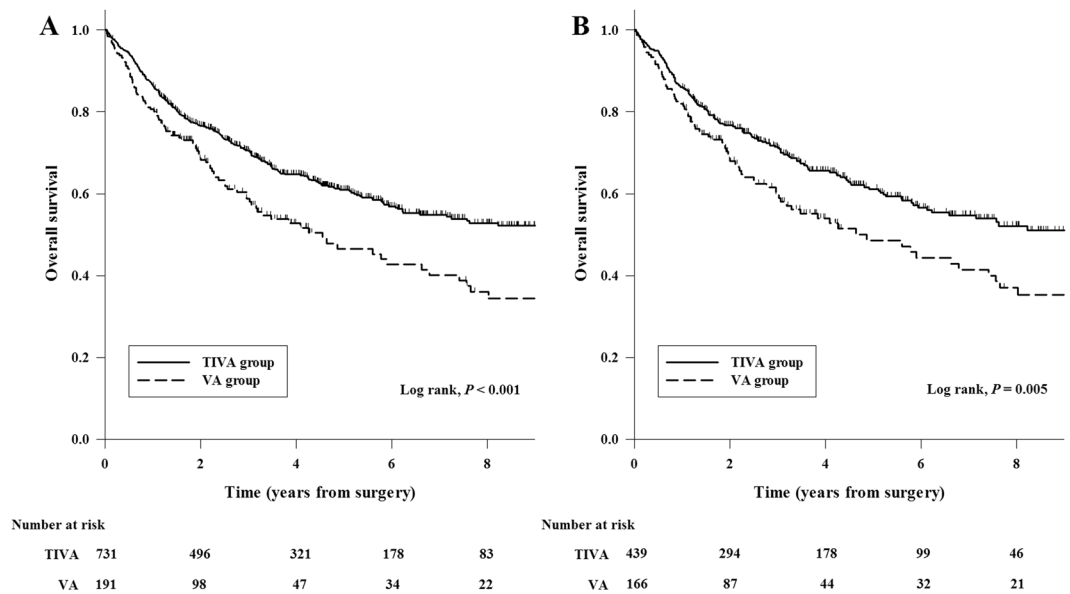 A
Overall survival
1.0
0.8
0.6
0.4
0.2
0.0
TIVA group
VA group
Log rank, P < 0.001
0 2 4 6 8
Time (years from surgery)
Number at risk
TIVA 731 496 321 178 83
VA 191 98 47 34 22
B
Overall survival
1.0
0.8
0.6
0.4
0.2
0.0
TIVA group
VA group
Log rank, P = 0.005
0 2 4 6 8
Time (years from surgery)
Number at risk
TIVA 439 294 178 99 46
VA 166 87 44 32 21